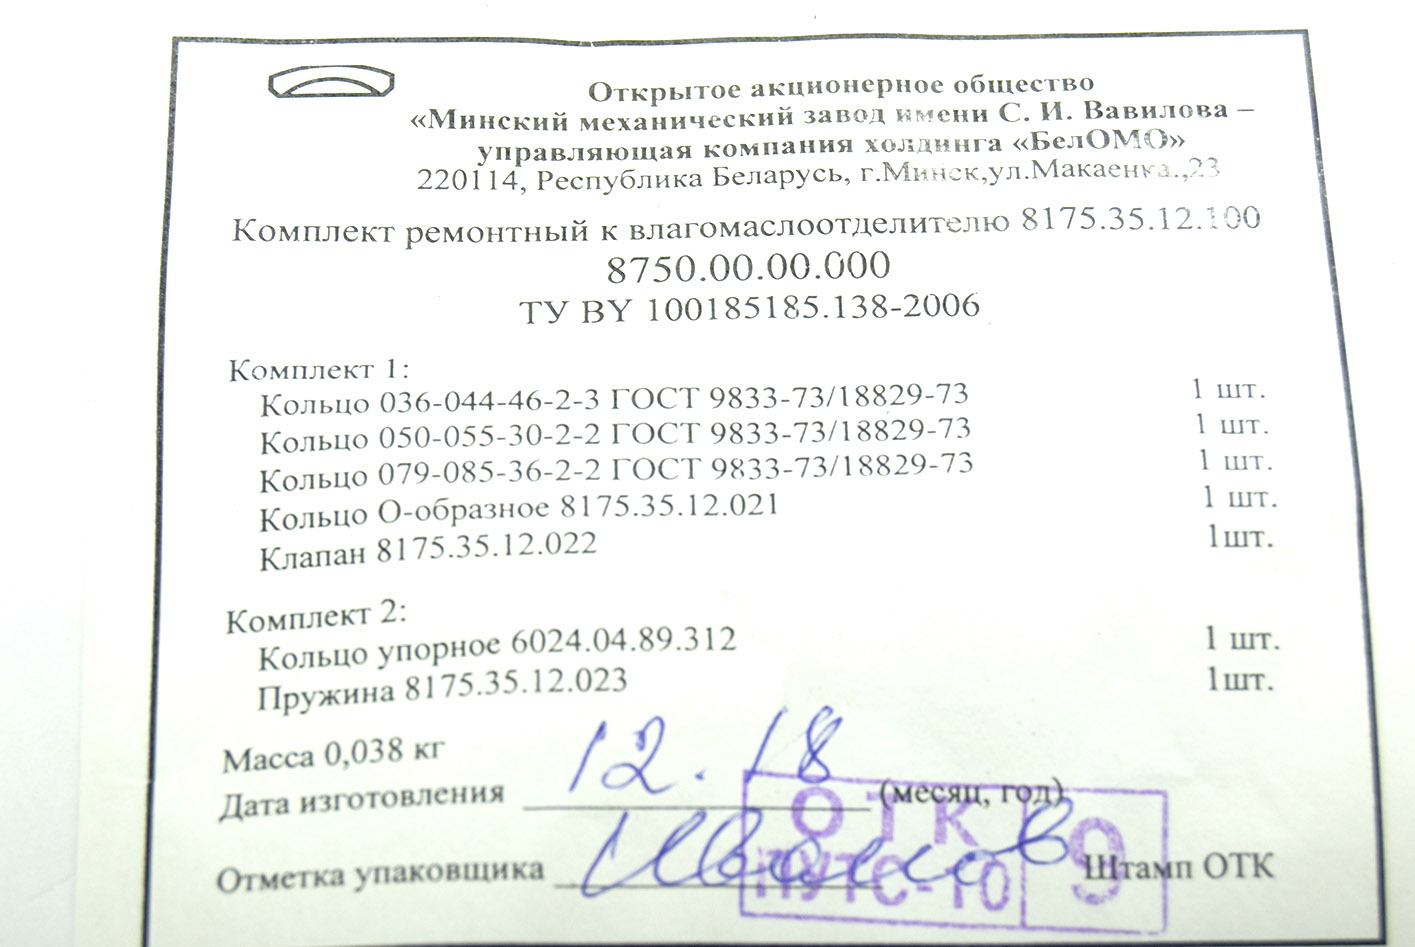 Открытое акционерное общество
«Минский механический завод имени С. И. Вавилова –
управляющая компания холдинга «БелОМО»
220114, Республика Беларусь, г.Минск,ул.Макаенка.,23
Комплект ремонтный к влагомаслоотделителю 8175.35.12.100
8750.00.00.000
ТУ BY 100185185.138-2006
Комплект 1:
Кольцо 036-044-46-2-3 ГОСТ 9833-73/18829-73 1 шт.
Кольцо 050-055-30-2-2 ГОСТ 9833-73/18829-73 1 шт.
Кольцо 079-085-36-2-2 ГОСТ 9833-73/18829-73 1 шт.
Кольцо О-образное 8175.35.12.021 1 шт.
Клапан 8175.35.12.022 1шт.
Комплект 2:
Кольцо упорное 6024.04.89.312 1 шт.
Пружина 8175.35.12.023 1шт.
Масса 0,038 кг
Дата изготовления 12.18 (месяц, год)
Отметка упаковщика Иванов Штамп ОТК
ОТК
ПУТС-10 9